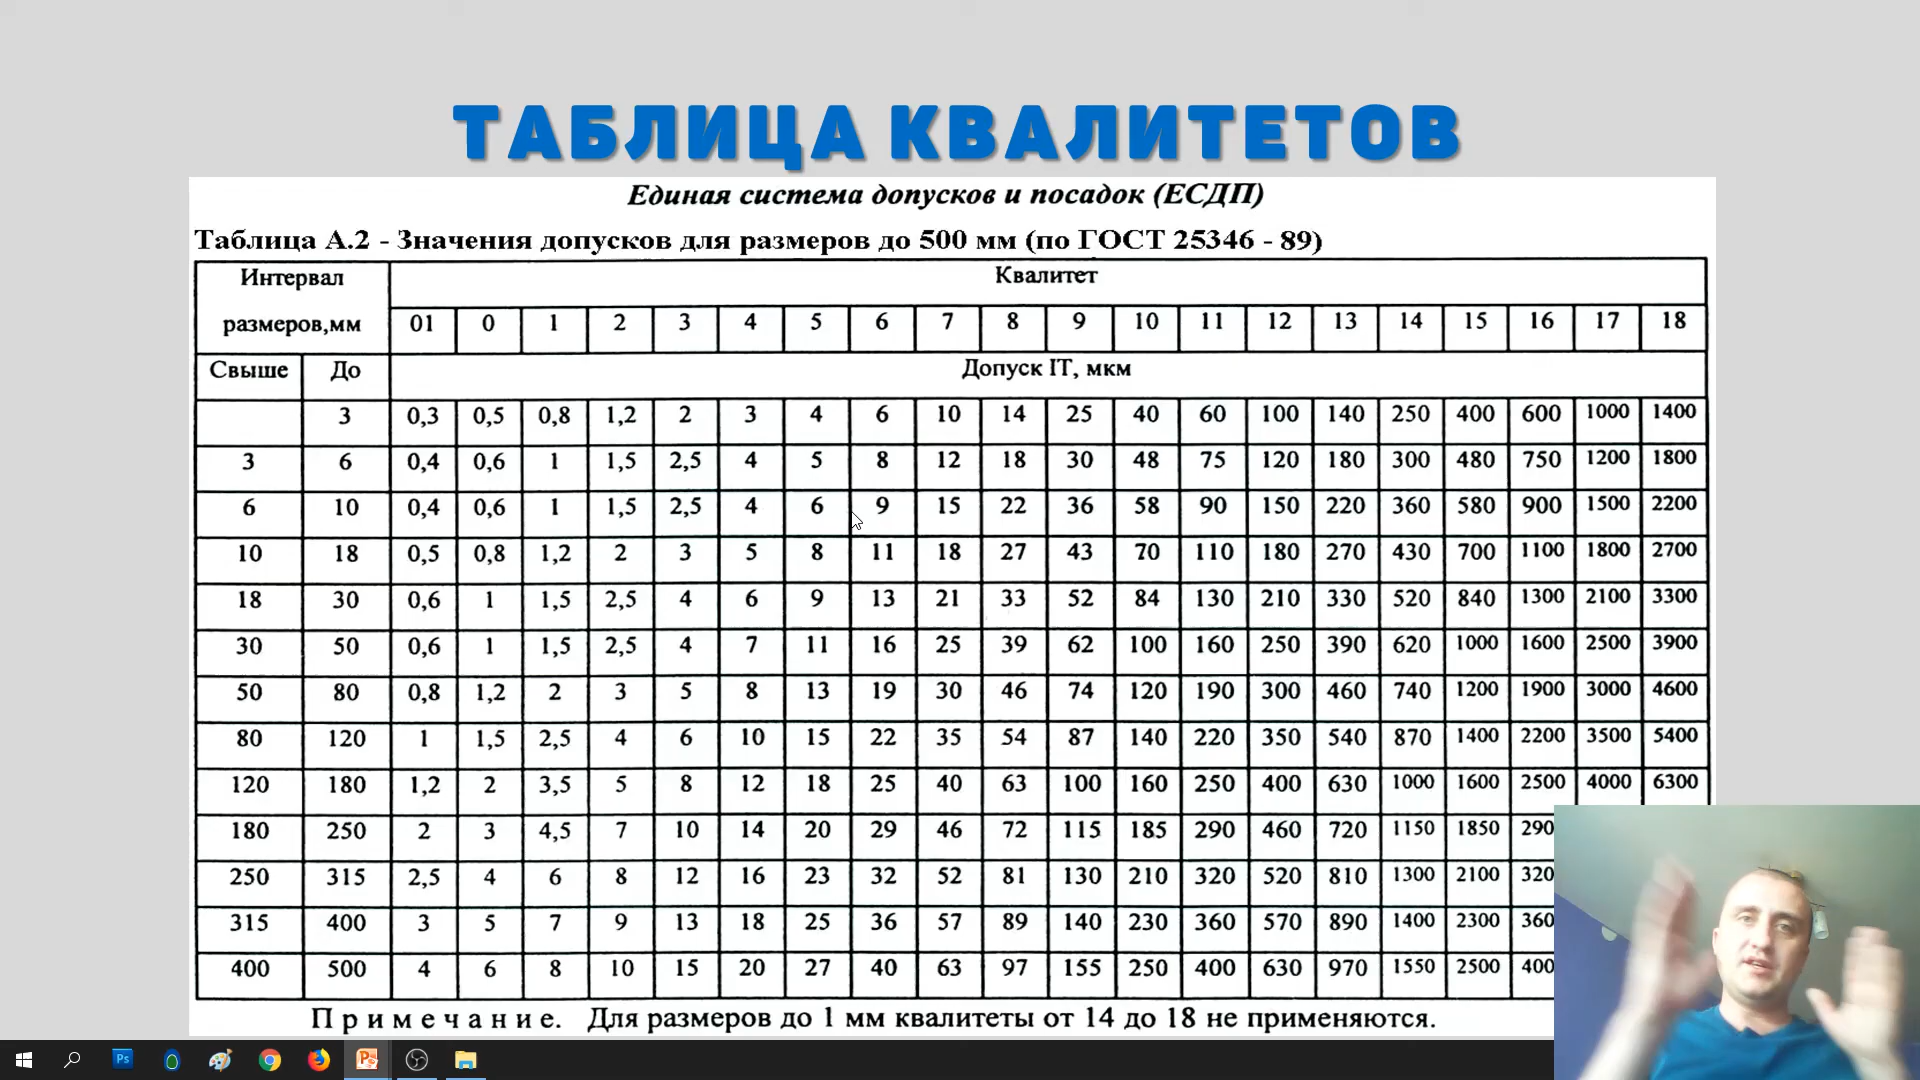 ТАБЛИЦА КВАЛИТЕТОВ
Единая система допусков и посадок (ЕСДП)
Таблица А.2 - Значения допусков для размеров до 500 мм (по ГОСТ 25346 - 89)
Интервал размеров,мм Квалитет
01 0 1 2 3 4 5 6 7 8 9 10 11 12 13 14 15 16 17 18
Свыше До Допуск IT, мкм
3 0,3 0,5 0,8 1,2 2 3 4 6 10 14 25 40 60 100 140 250 400 600 1000 1400
3 6 0,4 0,6 1 1,5 2,5 4 5 8 12 18 30 48 75 120 180 300 480 750 1200 1800
6 10 0,4 0,6 1 1,5 2,5 4 6 9 15 22 36 58 90 150 220 360 580 900 1500 2200
10 18 0,5 0,8 1,2 2 3 5 8 11 18 27 43 70 110 180 270 430 700 1100 1800 2700
18 30 0,6 1 1,5 2,5 4 6 9 13 21 33 52 84 130 210 330 520 840 1300 2100 3300
30 50 0,6 1 1,5 2,5 4 7 11 16 25 39 62 100 160 250 390 620 1000 1600 2500 3900
50 80 0,8 1,2 2 3 5 8 13 19 30 46 74 120 190 300 460 740 1200 1900 3000 4600
80 120 1 1,5 2,5 4 6 10 15 22 35 54 87 140 220 350 540 870 1400 2200 3500 5400
120 180 1,2 2 3,5 5 8 12 18 25 40 63 100 160 250 400 630 1000 1600 2500 4000 6300
180 250 2 3 4,5 7 10 14 20 29 46 72 115 185 290 460 720 1150 1850 290
250 315 2,5 4 6 8 12 16 23 32 52 81 130 210 320 520 810 1300 2100 320
315 400 3 5 7 9 13 18 25 36 57 89 140 230 360 570 890 1400 2300 360
400 500 4 6 8 10 15 20 27 40 63 97 155 250 400 630 970 1550 2500 400
Примечание. Для размеров до 1 мм квалитеты от 14 до 18 не применяются.
Ps